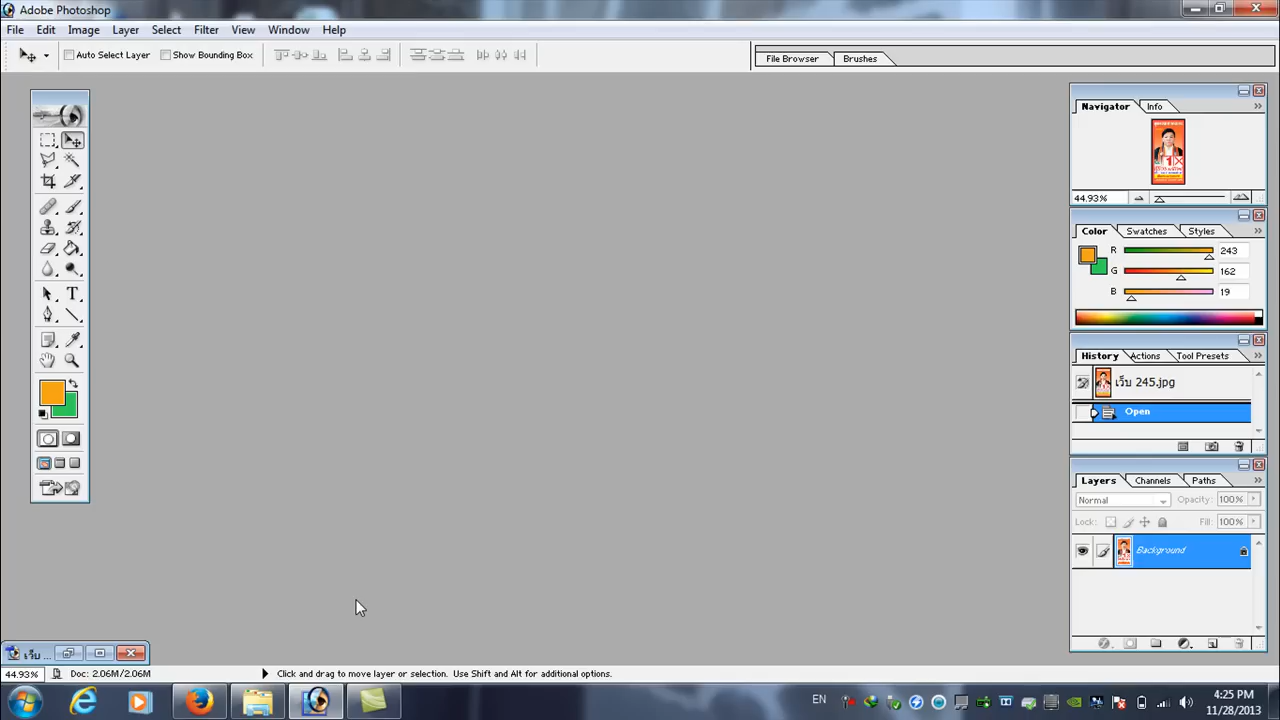 Adobe Photoshop
File Edit Image Layer Select Filter View Window Help
Auto Select Layer Show Bounding Box File Browser Brushes
Navigator Info
44.93%
Color Swatches Styles
R 243
G 162
B 19
History Actions Tool Presets
เว็บ 245.jpg
Open
Layers Channels Paths
Normal Opacity: 100%
Lock: Fill: 100%
Background
เว็บ ...
44.93% Doc: 2.06M/2.06M Click and drag to move layer or selection. Use Shift and Alt for additional options.
EN 4:25 PM
11/28/2013